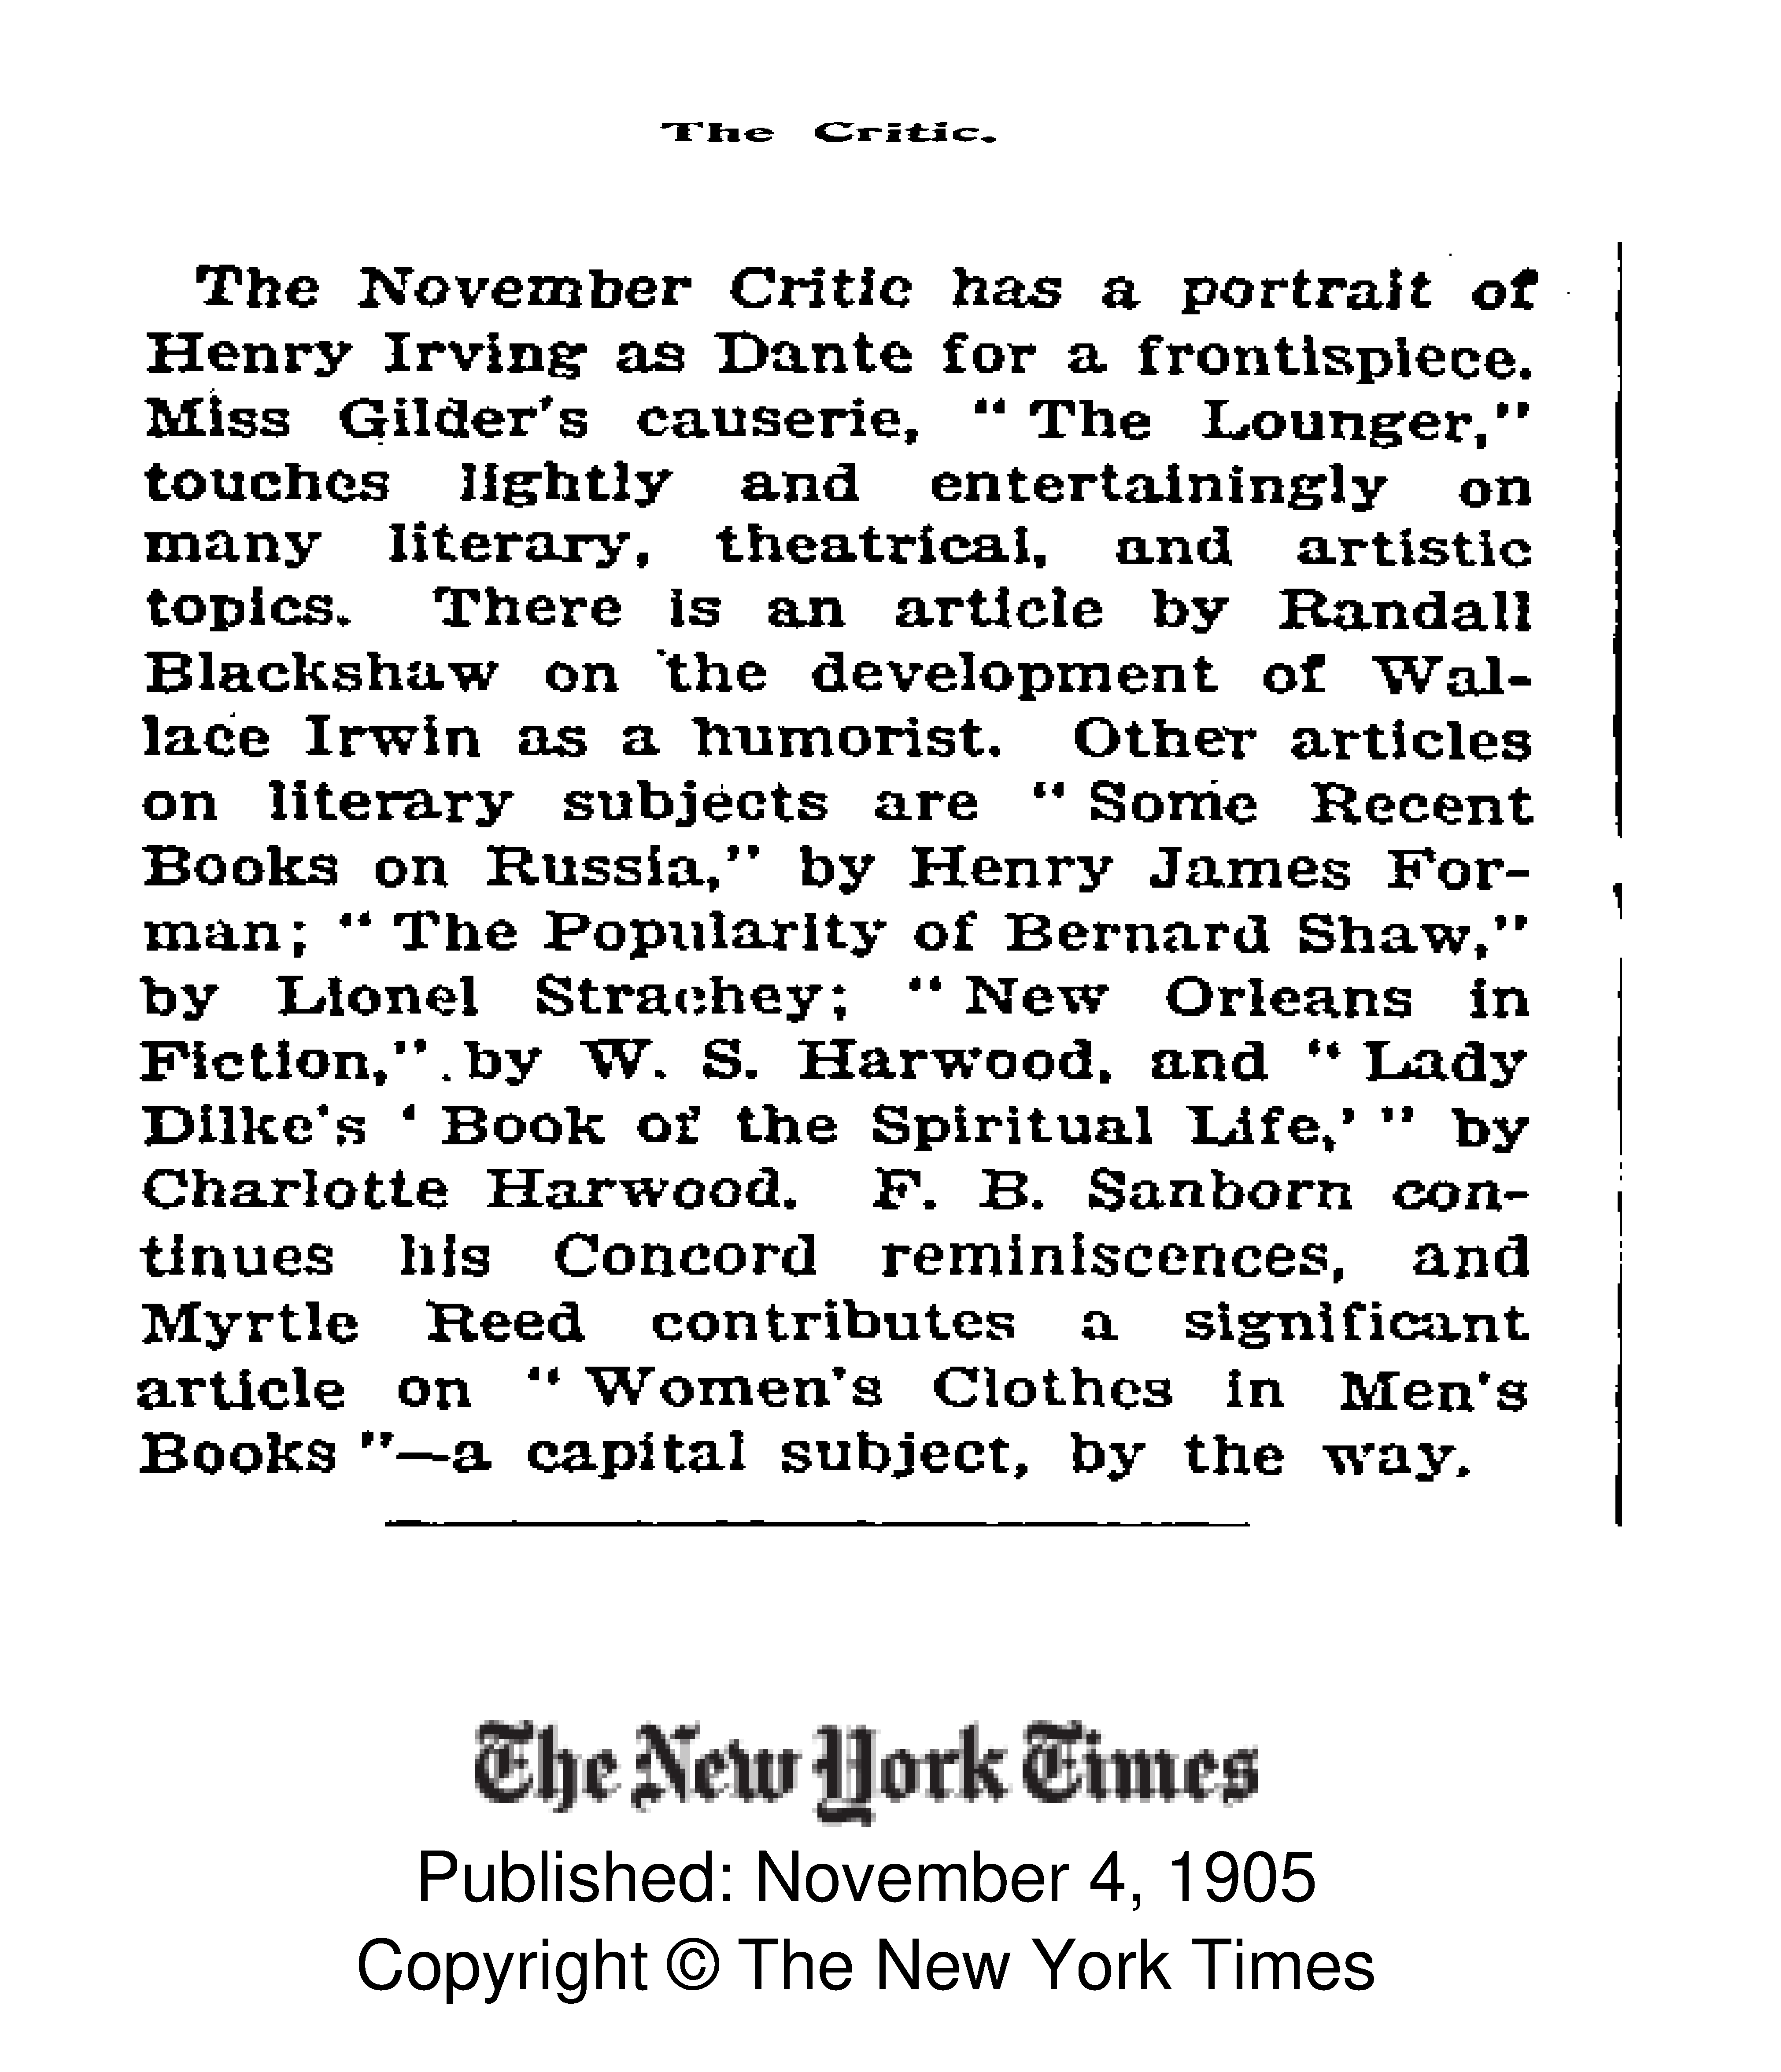 The Critic.
The November Critic has a portrait of
Henry Irving as Dante for a frontispiece.
Miss Gilder's causerie, "The Lounger,"
touches lightly and entertainingly on
many literary, theatrical, and artistic
topics. There is an article by Randall
Blackshaw on the development of Wal-
lace Irwin as a humorist. Other articles
on literary subjects are "Some Recent
Books on Russia," by Henry James For-
man; "The Popularity of Bernard Shaw,"
by Lionel Strachey; "New Orleans in
Fiction," by W. S. Harwood, and "Lady
Dilke's 'Book of the Spiritual Life,'" by
Charlotte Harwood. F. B. Sanborn con-
tinues his Concord reminiscences, and
Myrtle Reed contributes a significant
article on "Women's Clothes in Men's
Books"—a capital subject, by the way.
The New York Times
Published: November 4, 1905
Copyright © The New York Times